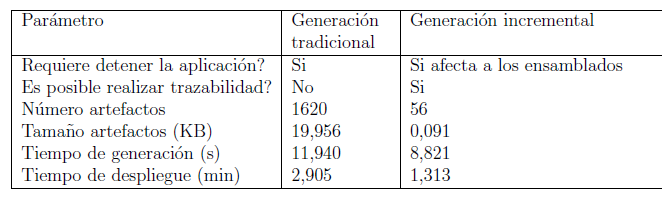 Parámetro Generación tradicional Generación incremental
Requiere detener la aplicación? Si Si afecta a los ensamblados
Es posible realizar trazabilidad? No Si
Número artefactos 1620 56
Tamaño artefactos (KB) 19,956 0,091
Tiempo de generación (s) 11,940 8,821
Tiempo de despliegue (min) 2,905 1,313